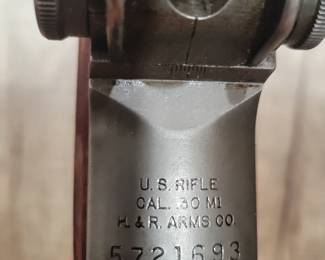 U. S. RIFLE
CAL. .30 M1
H. & R. ARMS CO.
5721693